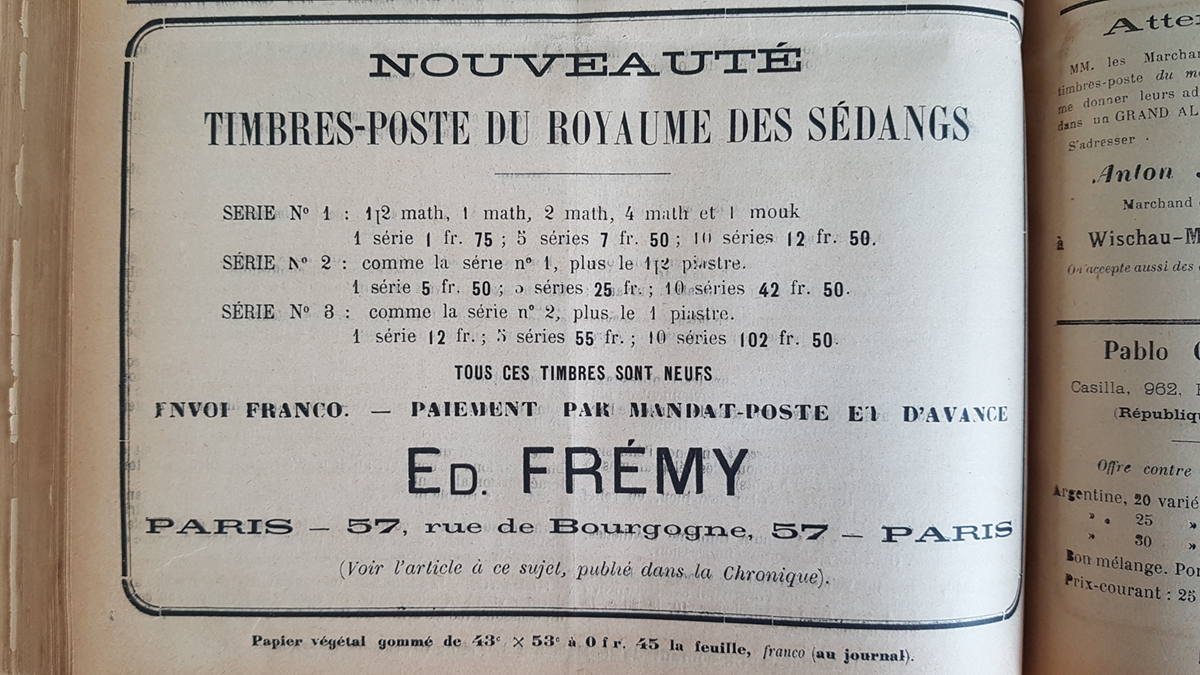 NOUVEAUTÉ
TIMBRES-POSTE DU ROYAUME DES SÉDANGS
SERIE Nº 1 : 1|2 math, 1 math, 2 math, 4 math et 1 mouk
1 série 1 fr. 75 ; 5 séries 7 fr. 50 ; 10 séries 12 fr. 50.
SÉRIE Nº 2 : comme la série nº 1, plus le 1|2 piastre.
1 série 5 fr. 50 ; 5 séries 25 fr. ; 10 séries 42 fr. 50.
SÉRIE Nº 3 : comme la série nº 2, plus le 1 piastre.
1 série 12 fr. ; 5 séries 55 fr. ; 10 séries 102 fr. 50.
TOUS CES TIMBRES SONT NEUFS
ENVOI FRANCO. — PAIEMENT PAR MANDAT-POSTE ET D'AVANCE
ED. FRÉMY
PARIS — 57, rue de Bourgogne, 57 — PARIS
(Voir l'article à ce sujet, publié dans la Chronique).
Papier végétal gommé de 43ᶜ × 53ᶜ à 0 fr. 45 la feuille, franco (au journal).
MM. les
timbres-poste du
me donner leurs
dans un GRAND
S'adresser
Anton
Marchand
à Wischau-
On accepte aussi des
Pablo
Casilla, 962,
Offre contre
Argentine, 20
» » 25 »
» 30 »
Bon mélange.
Prix-courant : 25